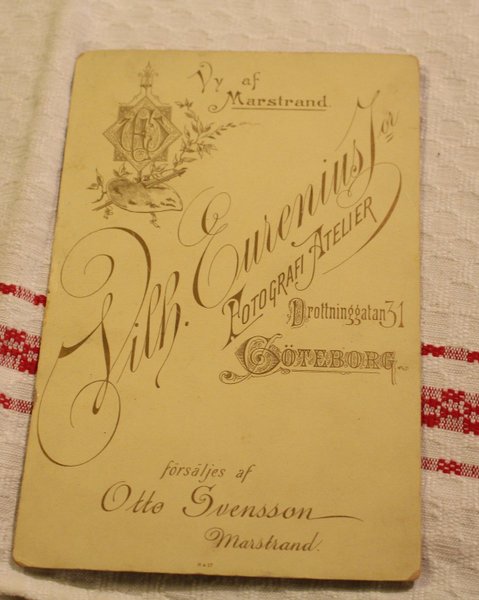 Vy af
Marstrand.
Vilh. Eurenius Jor
Fotografi Atelier
Drottninggatan 31
Göteborg.
försäljes af
Otto Svensson
Marstrand.